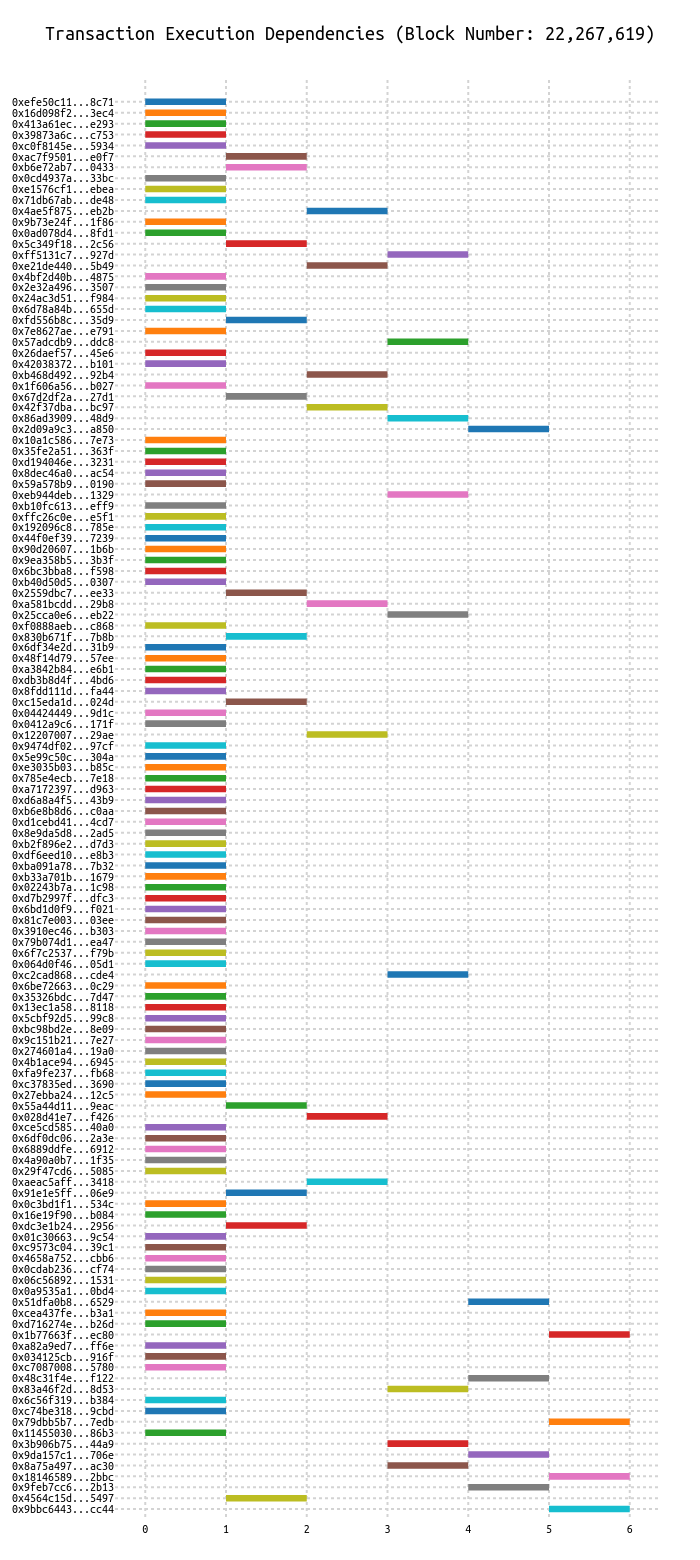 Transaction Execution Dependencies (Block Number: 22,267,619)
0xefe50c11...8c71
0x16d098f2...3ec4
0x413a61ec...e293
0x39873a6c...c753
0xc0f8145e...5934
0xac7f9501...e0f7
0xb6e72ab7...0433
0x0cd4937a...33bc
0xe1576cf1...ebea
0x71db67ab...de48
0x4ae5f875...eb2b
0x9b73e24f...1f86
0x0ad078d4...8fd1
0x5c349f18...2c56
0xff5131c7...927d
0xe21de440...5b49
0x4bf2d40b...4875
0x2e32a496...3507
0x24ac3d51...f984
0x6d78a84b...655d
0xfd556b8c...35d9
0x7e8627ae...e791
0x57adcdb9...ddc8
0x26daef57...45e6
0x42038372...b101
0xb468d492...92b4
0x1f606a56...b027
0x67d2df2a...27d1
0x42f37dba...bc97
0x86ad3909...48d9
0x2d09a9c3...a850
0x10a1c586...7e73
0x35fe2a51...363f
0xd194046e...3231
0x8dec46a0...ac54
0x59a578b9...0190
0xeb944deb...1329
0xb10fc613...eff9
0xffc26c0e...e5f1
0x192096c8...785e
0x44f0ef39...7239
0x90d20607...1b6b
0x9ea358b5...3b3f
0x6bc3bba8...f598
0xb40d50d5...0307
0x2559dbc7...ee33
0xa581bcdd...29b8
0x25cca0e6...eb22
0xf0888aeb...c868
0x830b671f...7b8b
0x6df34e2d...31b9
0x48f14d79...57ee
0xa3842b84...e6b1
0xdb3b8d4f...4bd6
0x8fdd111d...fa44
0xc15eda1d...024d
0x04424449...9d1c
0x0412a9c6...171f
0x12207007...29ae
0x9474df02...97cf
0x5e99c50c...304a
0xe3035b03...b85c
0x785e4ecb...7e18
0xa7172397...d963
0xd6a8a4f5...43b9
0xb6e8b8d6...c0aa
0xd1cebd41...4cd7
0x8e9da5d8...2ad5
0xb2f896e2...d7d3
0xdf6eed10...e8b3
0xba091a78...7b32
0xb33a701b...1679
0x02243b7a...1c98
0xd7b2997f...dfc3
0x6bd1d0f9...f021
0x81c7e003...03ee
0x3910ec46...b303
0x79b074d1...ea47
0x6f7c2537...f79b
0x064d0f46...05d1
0xc2cad868...cde4
0x6be72663...0c29
0x35326bdc...7d47
0x13ec1a58...8118
0x5cbf92d5...99c8
0xbc98bd2e...8e09
0x9c151b21...7e27
0x274601a4...19a0
0x4b1ace94...6945
0xfa9fe237...fb68
0xc37835ed...3690
0x27ebba24...12c5
0x55a44d11...9eac
0x028d41e7...f426
0xce5cd585...40a0
0x6df0dc06...2a3e
0x6889ddfe...6912
0x4a90a0b7...1f35
0x29f47cd6...5085
0xaeac5aff...3418
0x91e1e5ff...06e9
0x0c3bd1f1...534c
0x16e19f90...b084
0xdc3e1b24...2956
0x01c30663...9c54
0xc9573c04...39c1
0x4658a752...cbb6
0x0cdab236...cf74
0x06c56892...1531
0x0a9535a1...0bd4
0x51dfa0b8...6529
0xcea437fe...b3a1
0xd716274e...b26d
0x1b77663f...ec80
0xa82a9ed7...ff6e
0x034125cb...916f
0xc7087008...5780
0x48c31f4e...f122
0x83a46f2d...8d53
0x6c56f319...b384
0xc74be318...9cbd
0x79dbb5b7...7edb
0x11455030...86b3
0x3b906b75...44a9
0x9da157c1...706e
0x8a75a497...ac30
0x18146589...2bbc
0x9feb7cc6...2b13
0x4564c15d...5497
0x9bbc6443...cc44
0 1 2 3 4 5 6